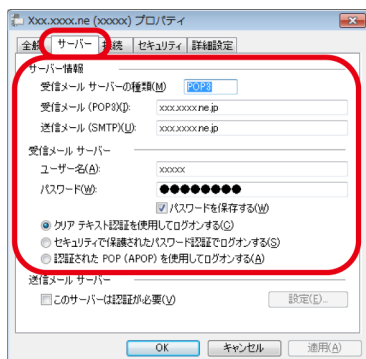 Xxx.xxxx.ne (xxxxx) プロパティ
全般 サーバー 接続 セキュリティ 詳細設定
サーバー情報
受信メール サーバーの種類(M) POP3
受信メール (POP3)(I): xxx.xxxx.ne.jp
送信メール (SMTP)(U): xxx.xxxx.ne.jp
受信メール サーバー
ユーザー名(A): xxxxx
パスワード(W): ●●●●●●●●
パスワードを保存する(W)
クリア テキスト認証を使用してログオンする(C)
セキュリティで保護されたパスワード認証でログオンする(S)
認証された POP (APOP) を使用してログオンする(A)
送信メール サーバー
このサーバーは認証が必要(V) 設定(E)...
OK キャンセル 適用(A)